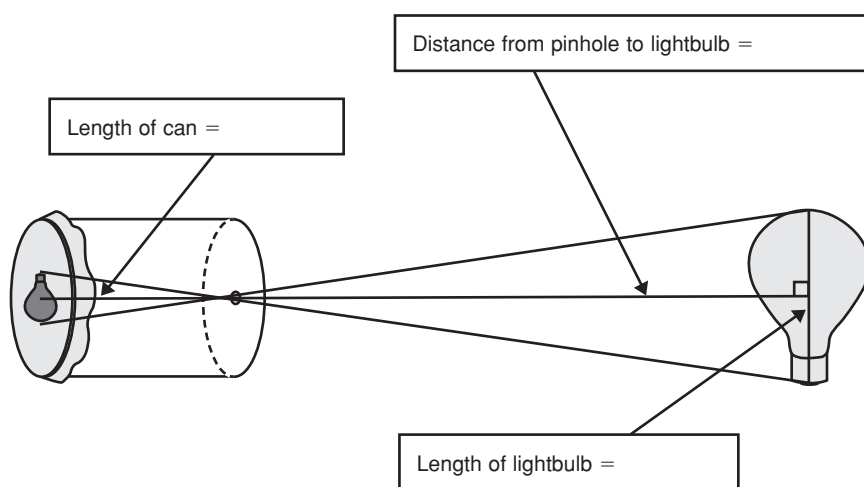 Distance from pinhole to lightbulb =
Length of can =
Length of lightbulb =